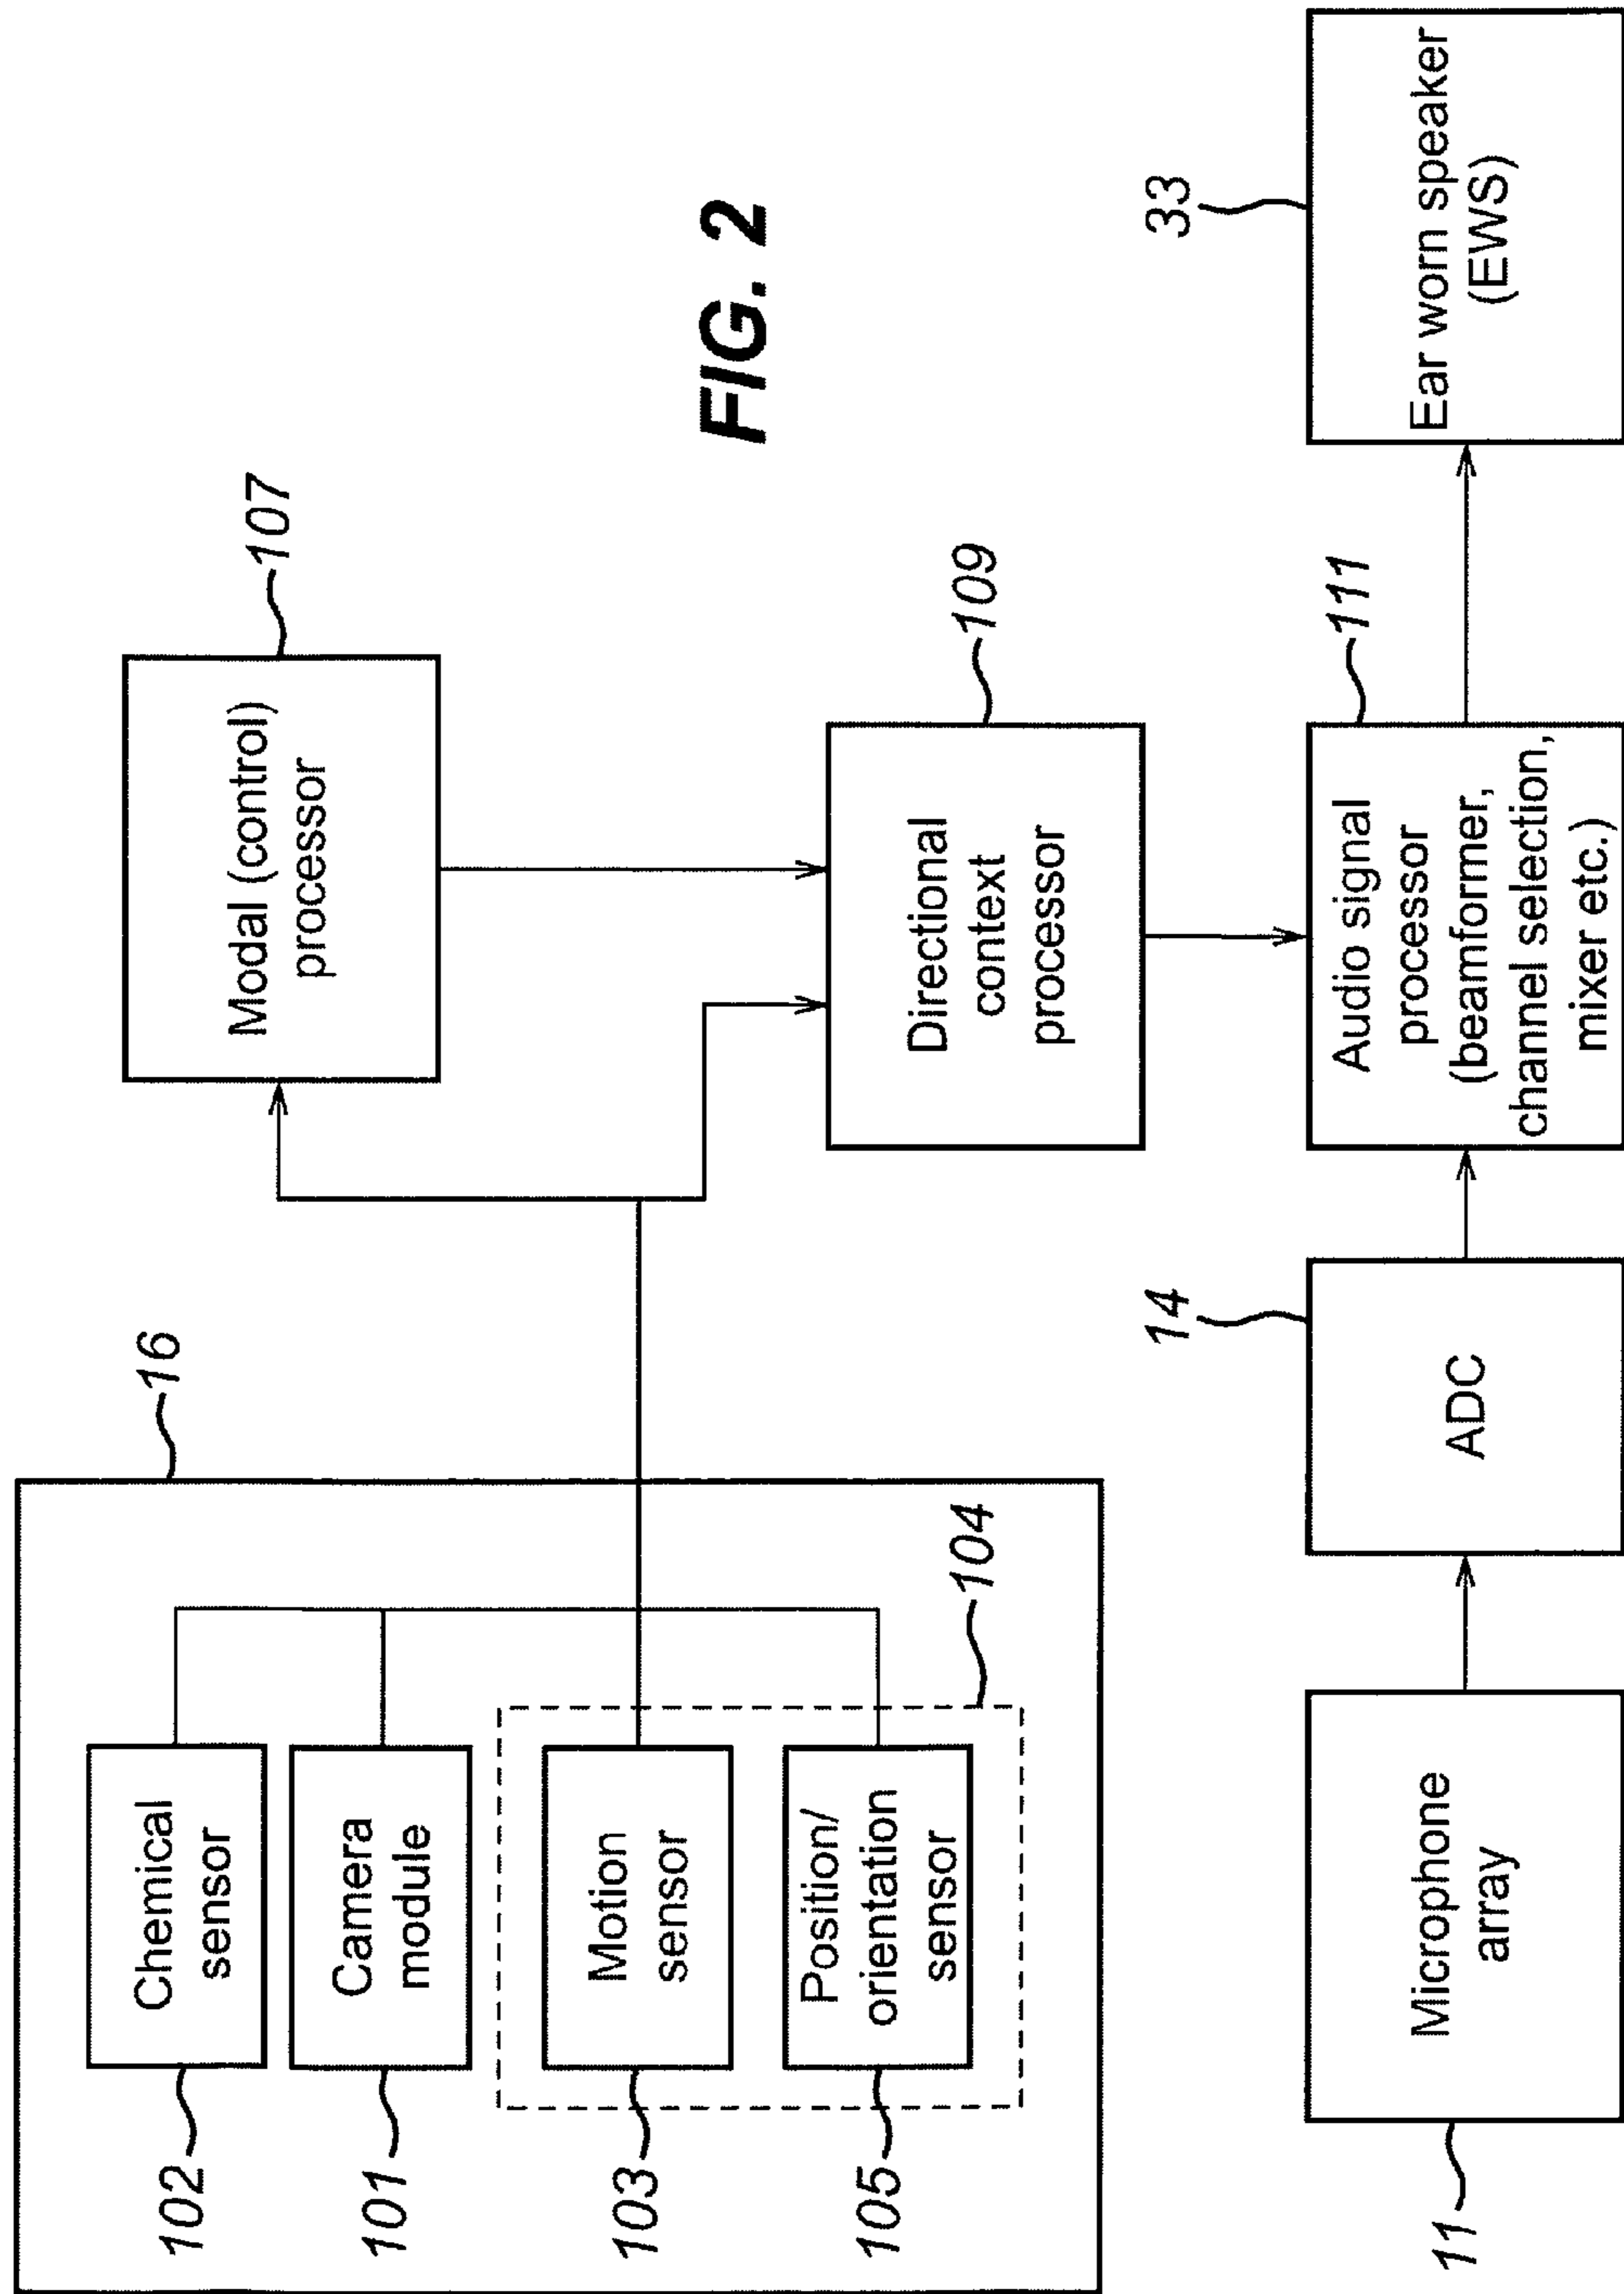 16
Chemical
sensor
102
Camera
module
101
Motion
sensor
103
104
Position/
orientation
sensor
105
Modal (control)
processor
107
Directional
context
processor
109
FIG. 2
Microphone
array
11
ADC
14
Audio signal
processor
(beamformer,
channel selection,
mixer etc.)
111
Ear worn speaker
(EWS)
33